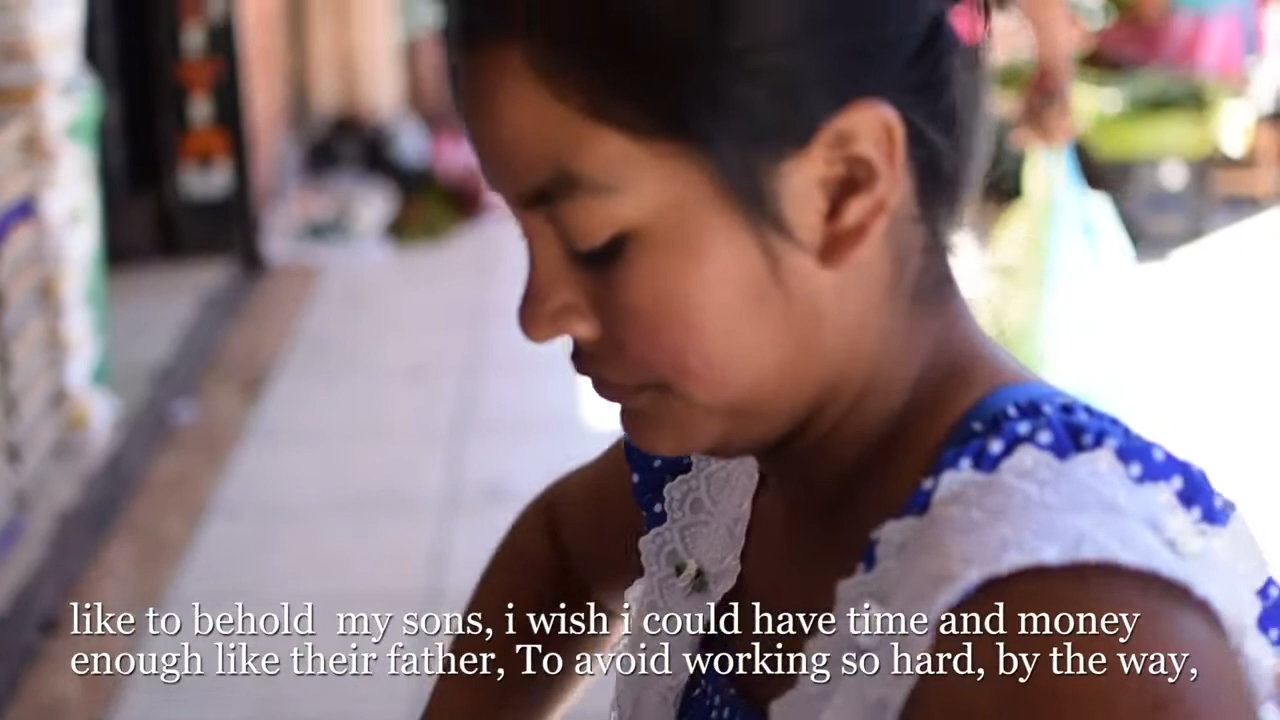 like to behold  my sons, i wish i could have time and money
enough like their father, To avoid working so hard, by the way,